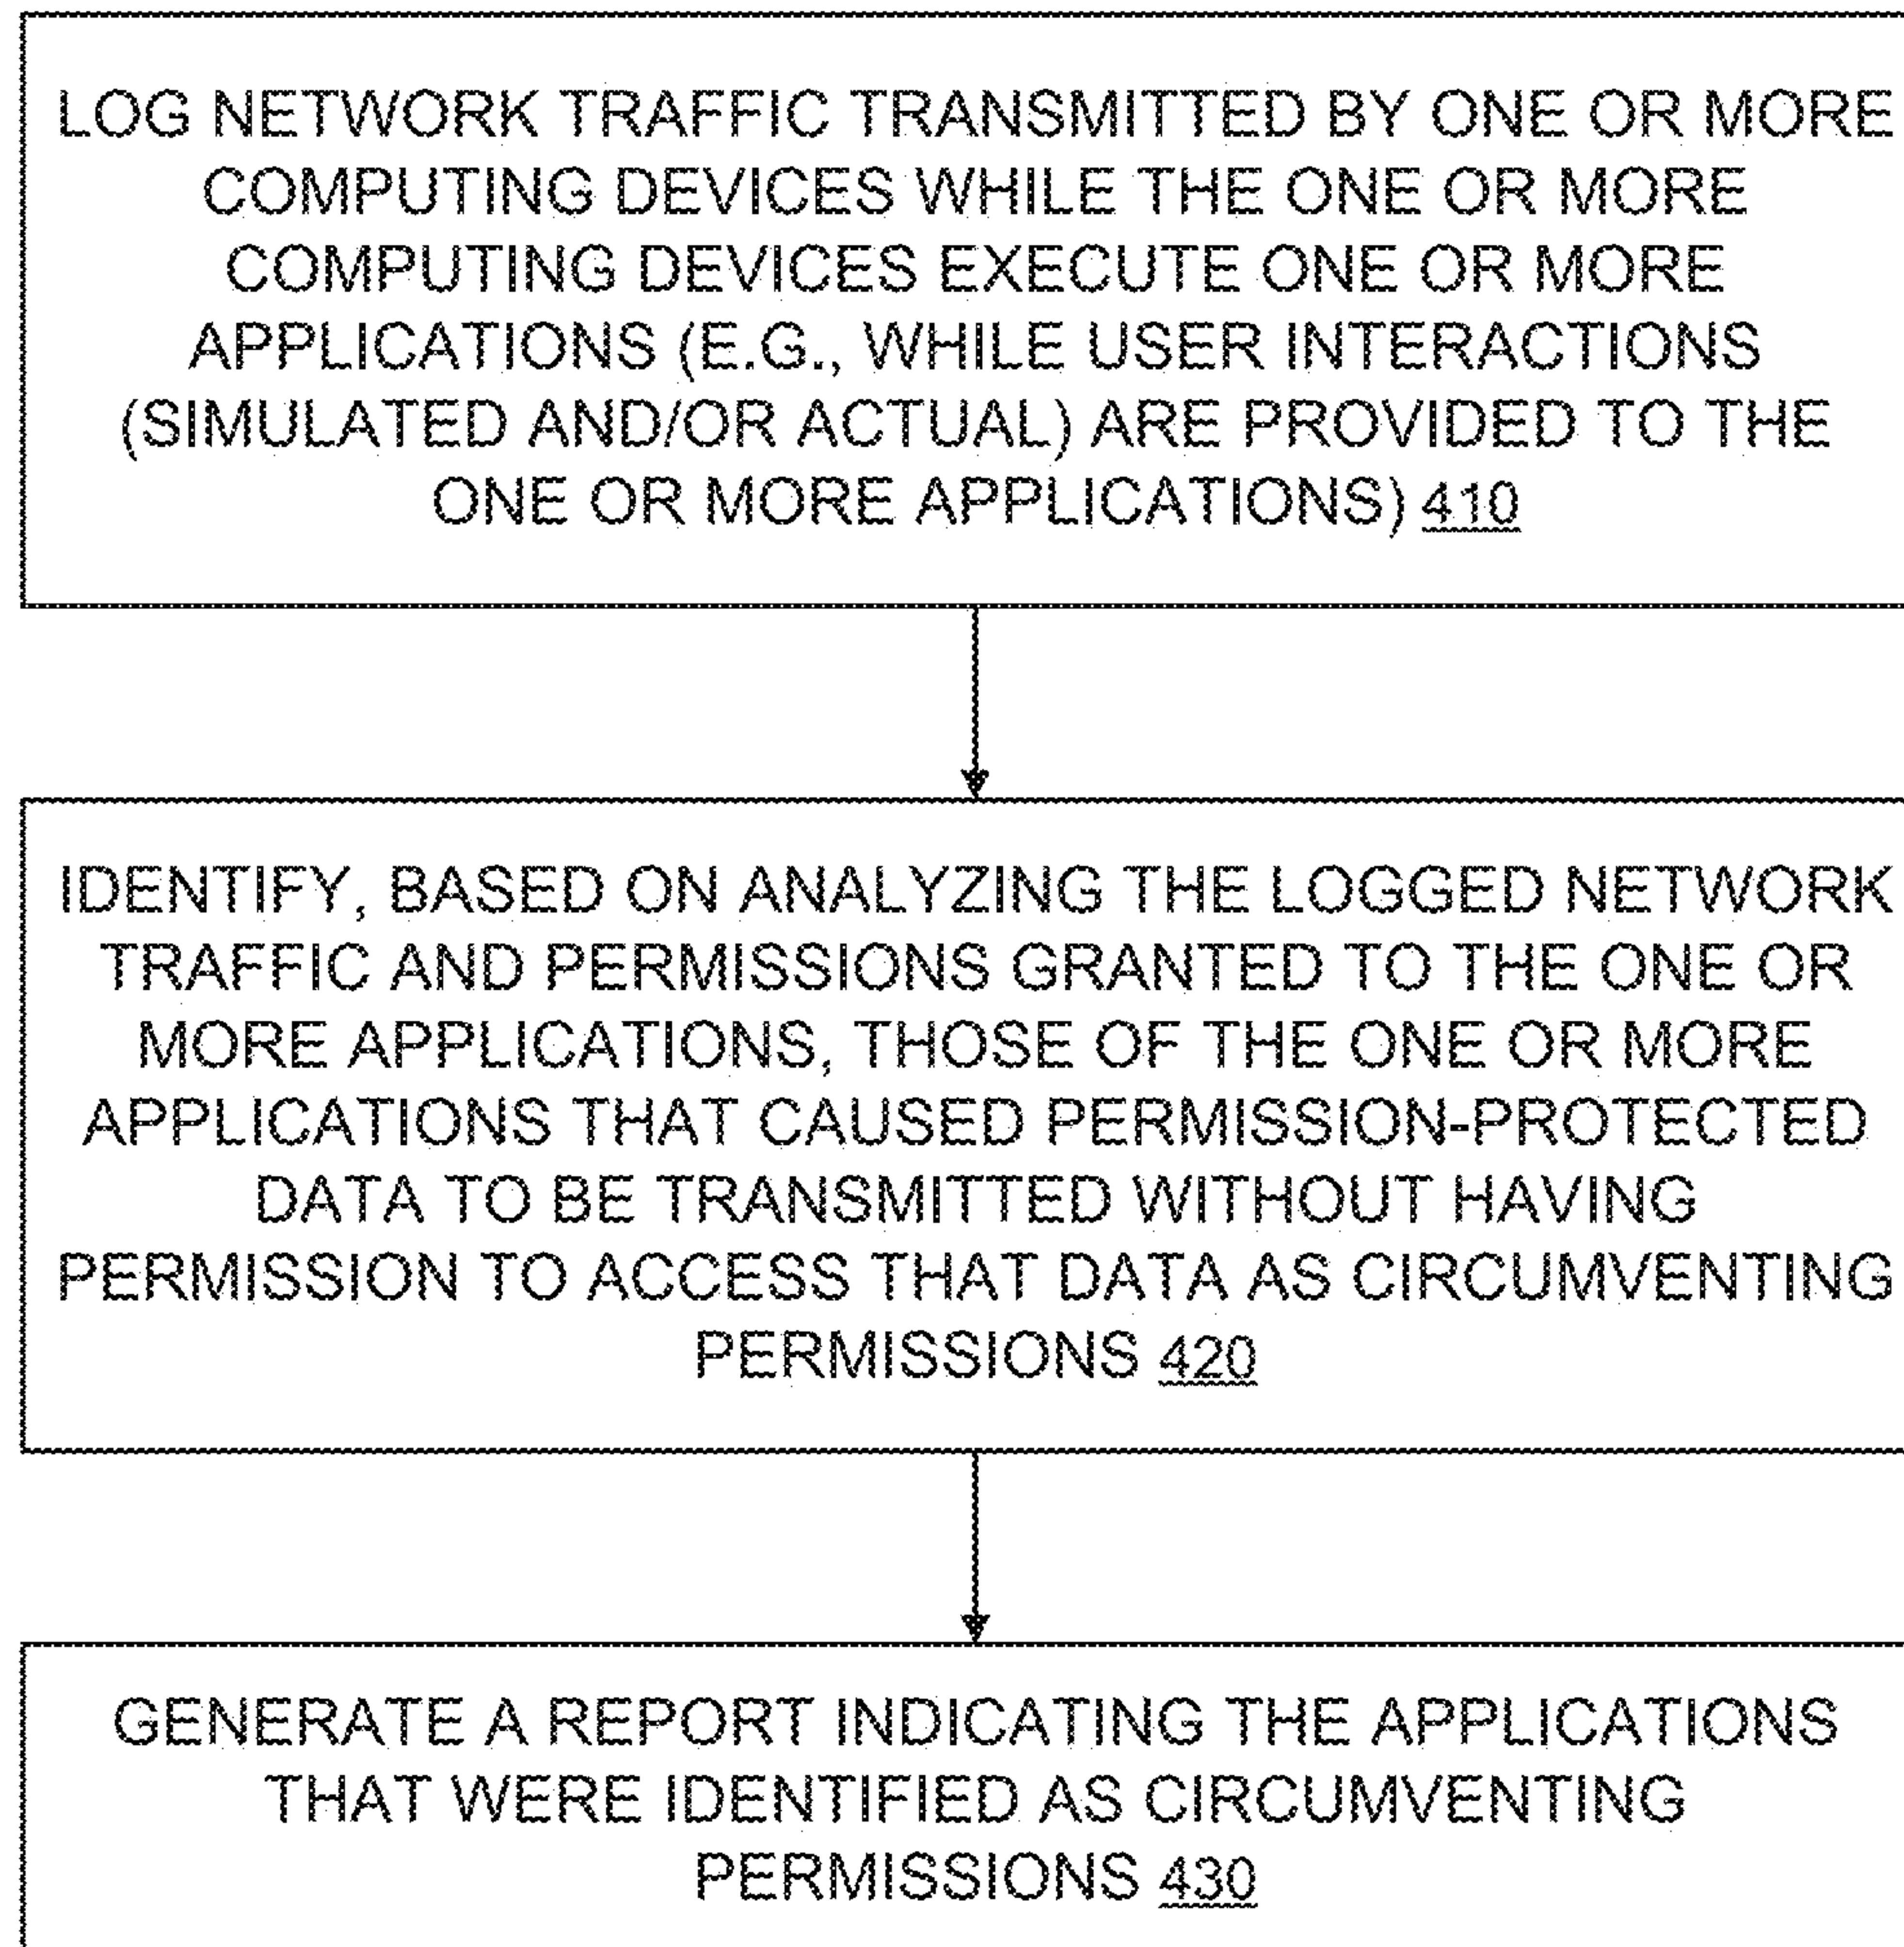 LOG NETWORK TRAFFIC TRANSMITTED BY ONE OR MORE
COMPUTING DEVICES WHILE THE ONE OR MORE
COMPUTING DEVICES EXECUTE ONE OR MORE
APPLICATIONS (E.G., WHILE USER INTERACTIONS
(SIMULATED AND/OR ACTUAL) ARE PROVIDED TO THE
ONE OR MORE APPLICATIONS) 410
IDENTIFY, BASED ON ANALYZING THE LOGGED NETWORK
TRAFFIC AND PERMISSIONS GRANTED TO THE ONE OR
MORE APPLICATIONS, THOSE OF THE ONE OR MORE
APPLICATIONS THAT CAUSED PERMISSION-PROTECTED
DATA TO BE TRANSMITTED WITHOUT HAVING
PERMISSION TO ACCESS THAT DATA AS CIRCUMVENTING
PERMISSIONS 420
GENERATE A REPORT INDICATING THE APPLICATIONS
THAT WERE IDENTIFIED AS CIRCUMVENTING
PERMISSIONS 430